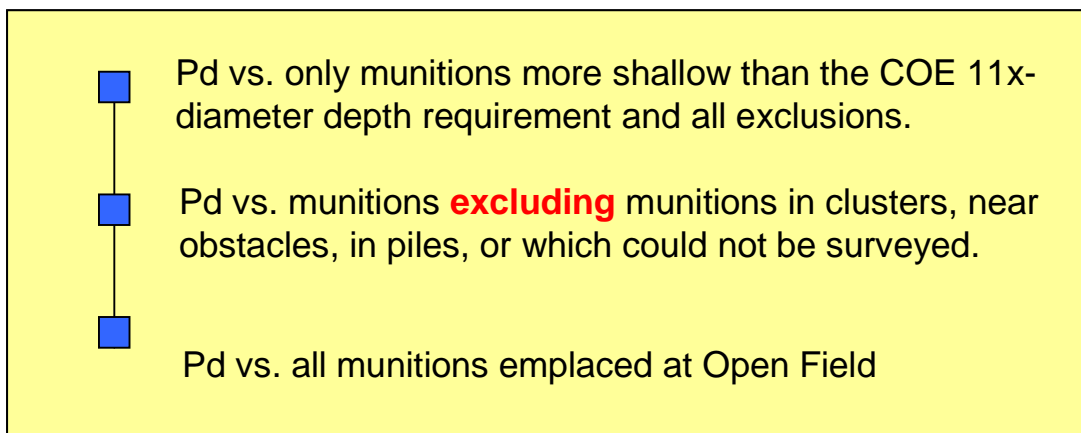 Pd vs. only munitions more shallow than the COE 11x-
diameter depth requirement and all exclusions.
Pd vs. munitions excluding munitions in clusters, near
obstacles, in piles, or which could not be surveyed.
Pd vs. all munitions emplaced at Open Field